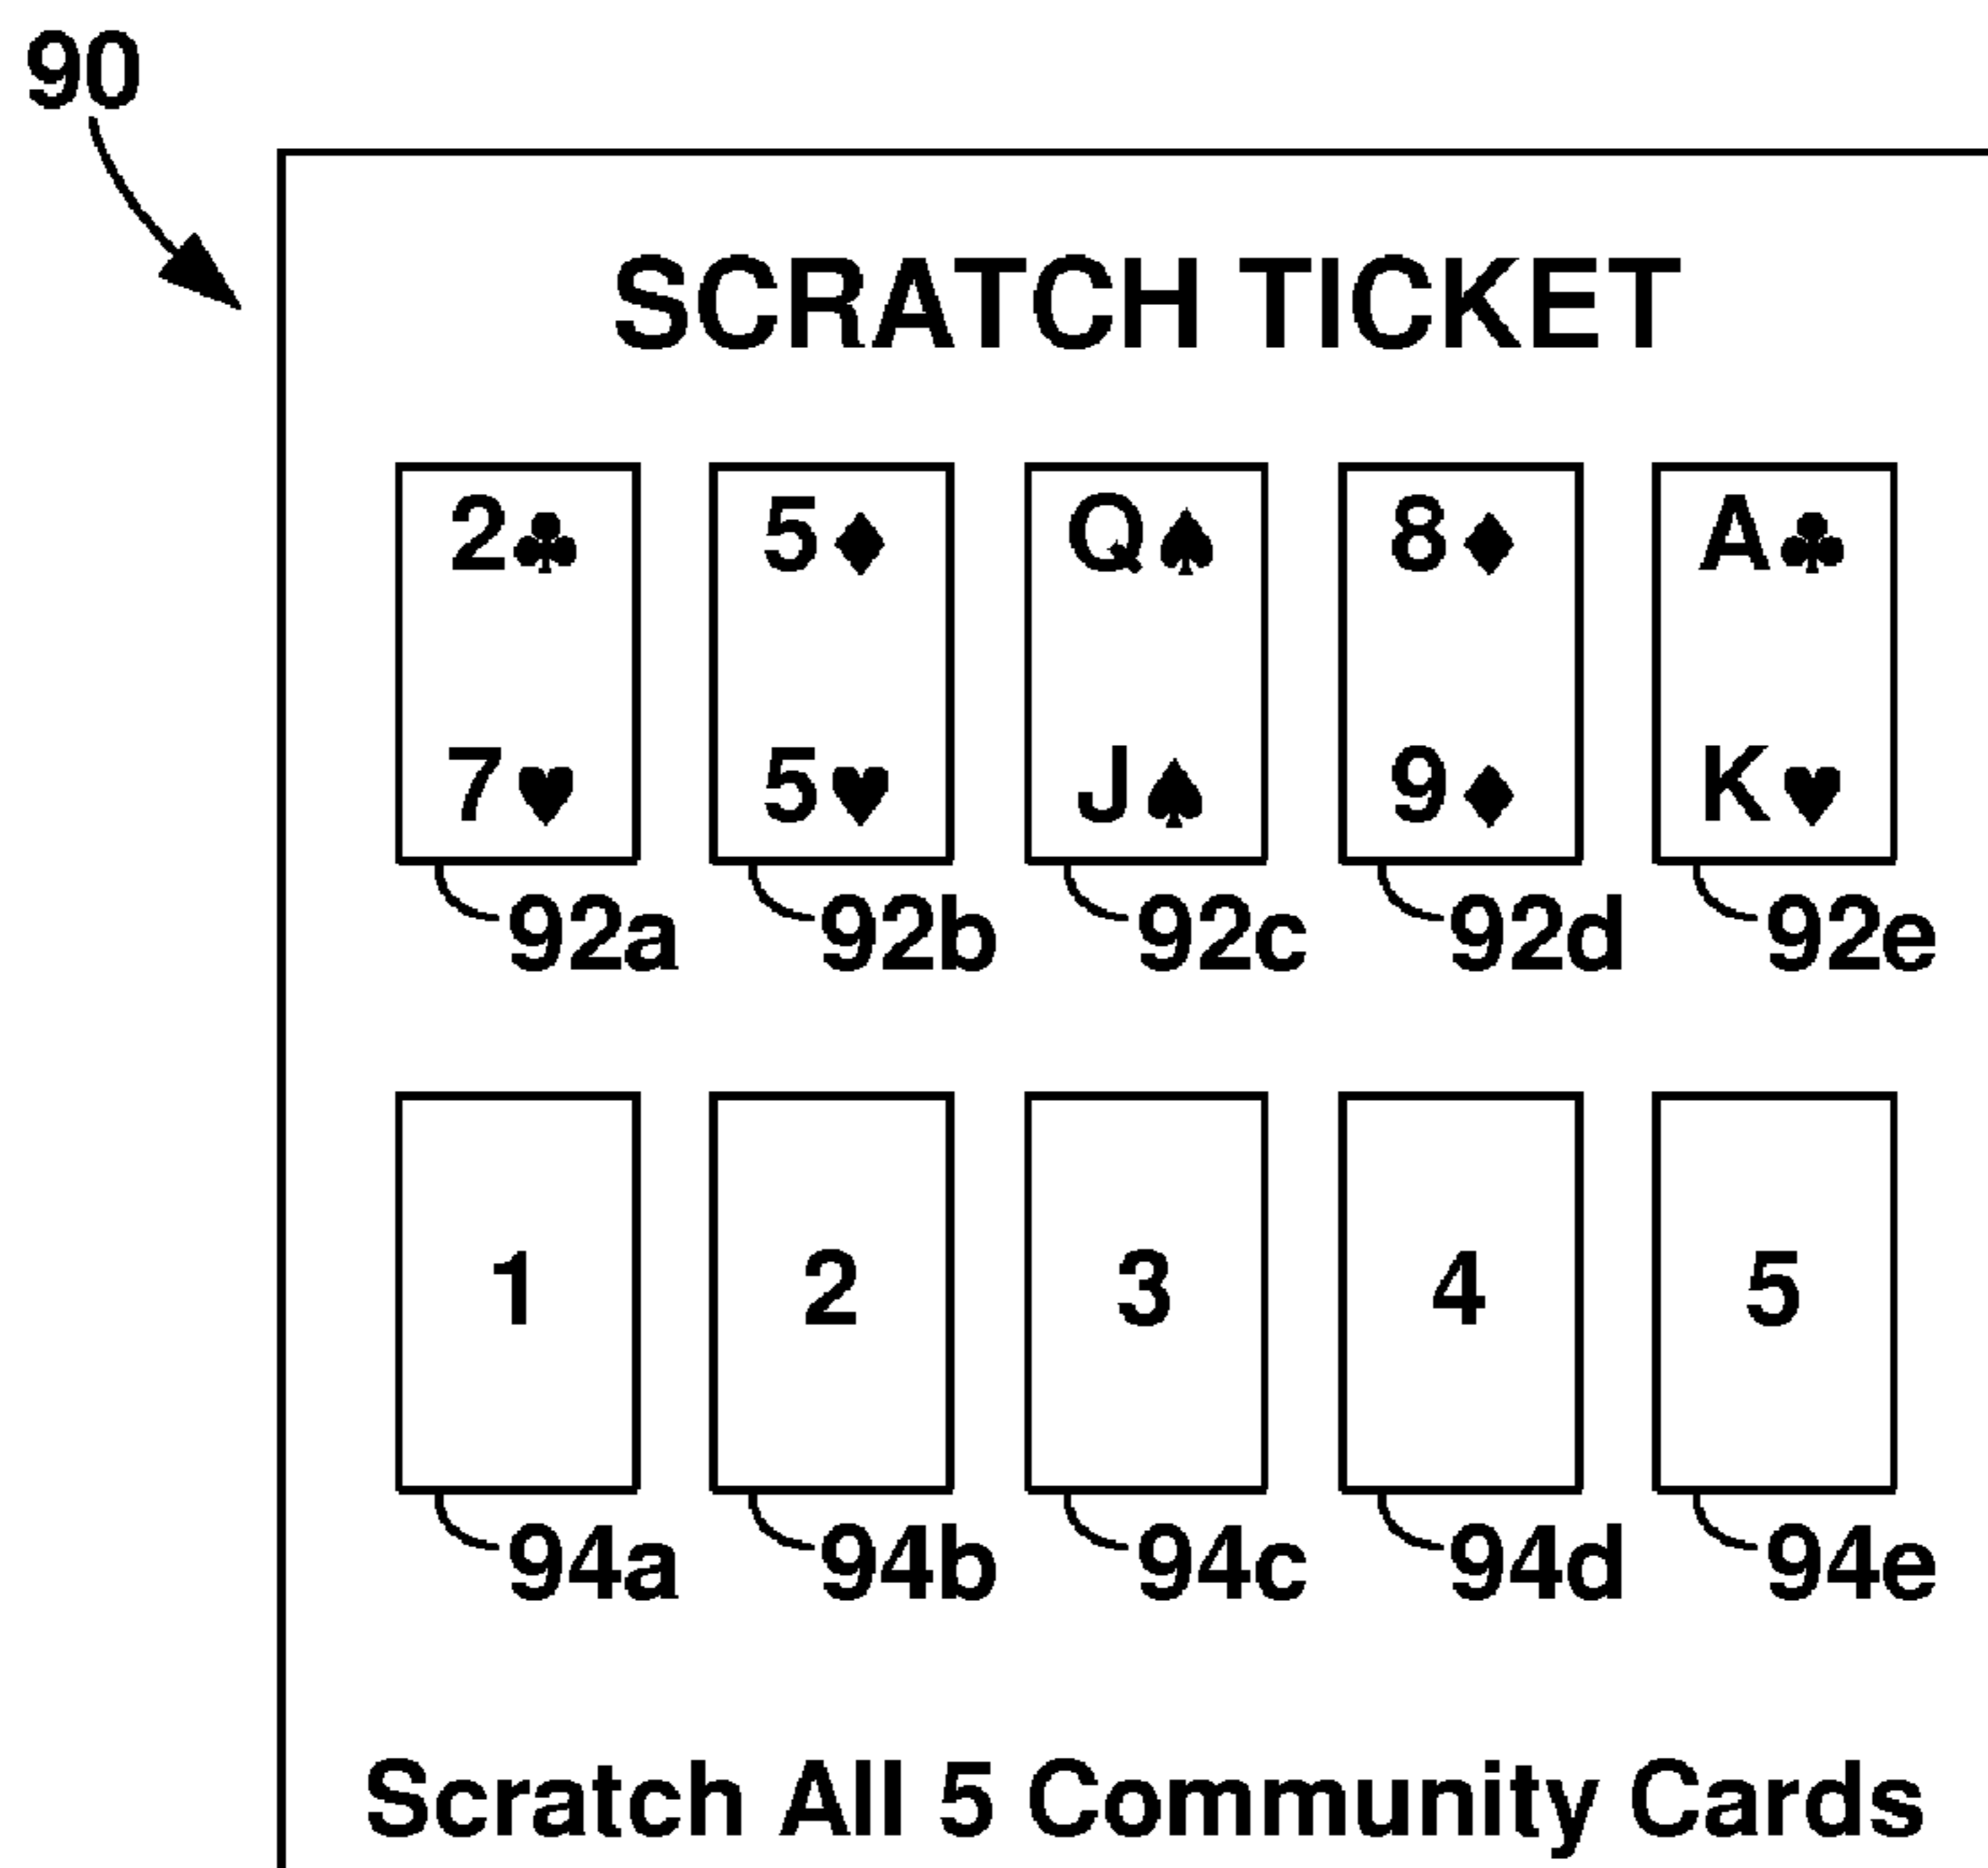 90
SCRATCH TICKET
2♣ 5♦ Q♠ 8♦ A♣
7♥ 5♥ J♠ 9♦ K♥
92a 92b 92c 92d 92e
1 2 3 4 5
94a 94b 94c 94d 94e
Scratch All 5 Community Cards